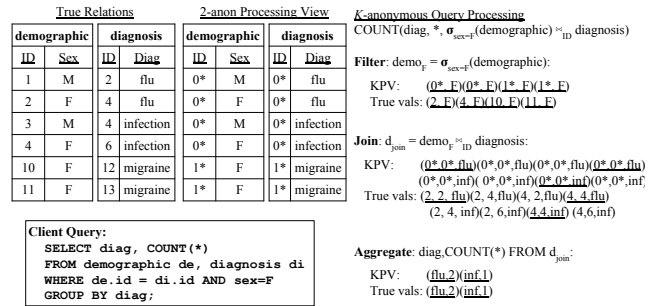 True Relations
2-anon Processing View
demographic diagnosis demographic diagnosis
ID Sex ID Diag ID Sex ID Diag
1 M 2 flu 0* M 0* flu
2 F 4 flu 0* F 0* flu
3 M 4 infection 0* M 0* infection
4 F 6 infection 0* F 0* infection
10 F 12 migraine 1* F 1* migraine
11 F 13 migraine 1* F 1* migraine
Client Query:
SELECT diag, COUNT(*)
FROM demographic de, diagnosis di
WHERE de.id = di.id AND sex=F
GROUP BY diag;
K-anonymous Query Processing
COUNT(diag, *, σsex=F(demographic) ⋈ID diagnosis)
Filter: demoF = σsex=F(demographic):
KPV: (0*, F)(0*, F)(1*, F)(1*, F)
True vals: (2, F)(4, F)(10, F)(11, F)
Join: djoin = demoF ⋈ID diagnosis:
KPV: (0*,0*,flu)(0*,0*,flu)(0*,0*,flu)(0*,0*,flu)
(0*,0*,inf)( 0*,0*,inf)(0*,0*,inf)(0*,0*,inf)
True vals: (2, 2, flu)(2, 4,flu)(4, 2,flu)(4, 4,flu)
(2, 4, inf)(2, 6,inf)(4,4,inf) (4,6,inf)
Aggregate: diag,COUNT(*) FROM djoin:
KPV: (flu,2)(inf,1)
True vals: (flu,2)(inf,1)